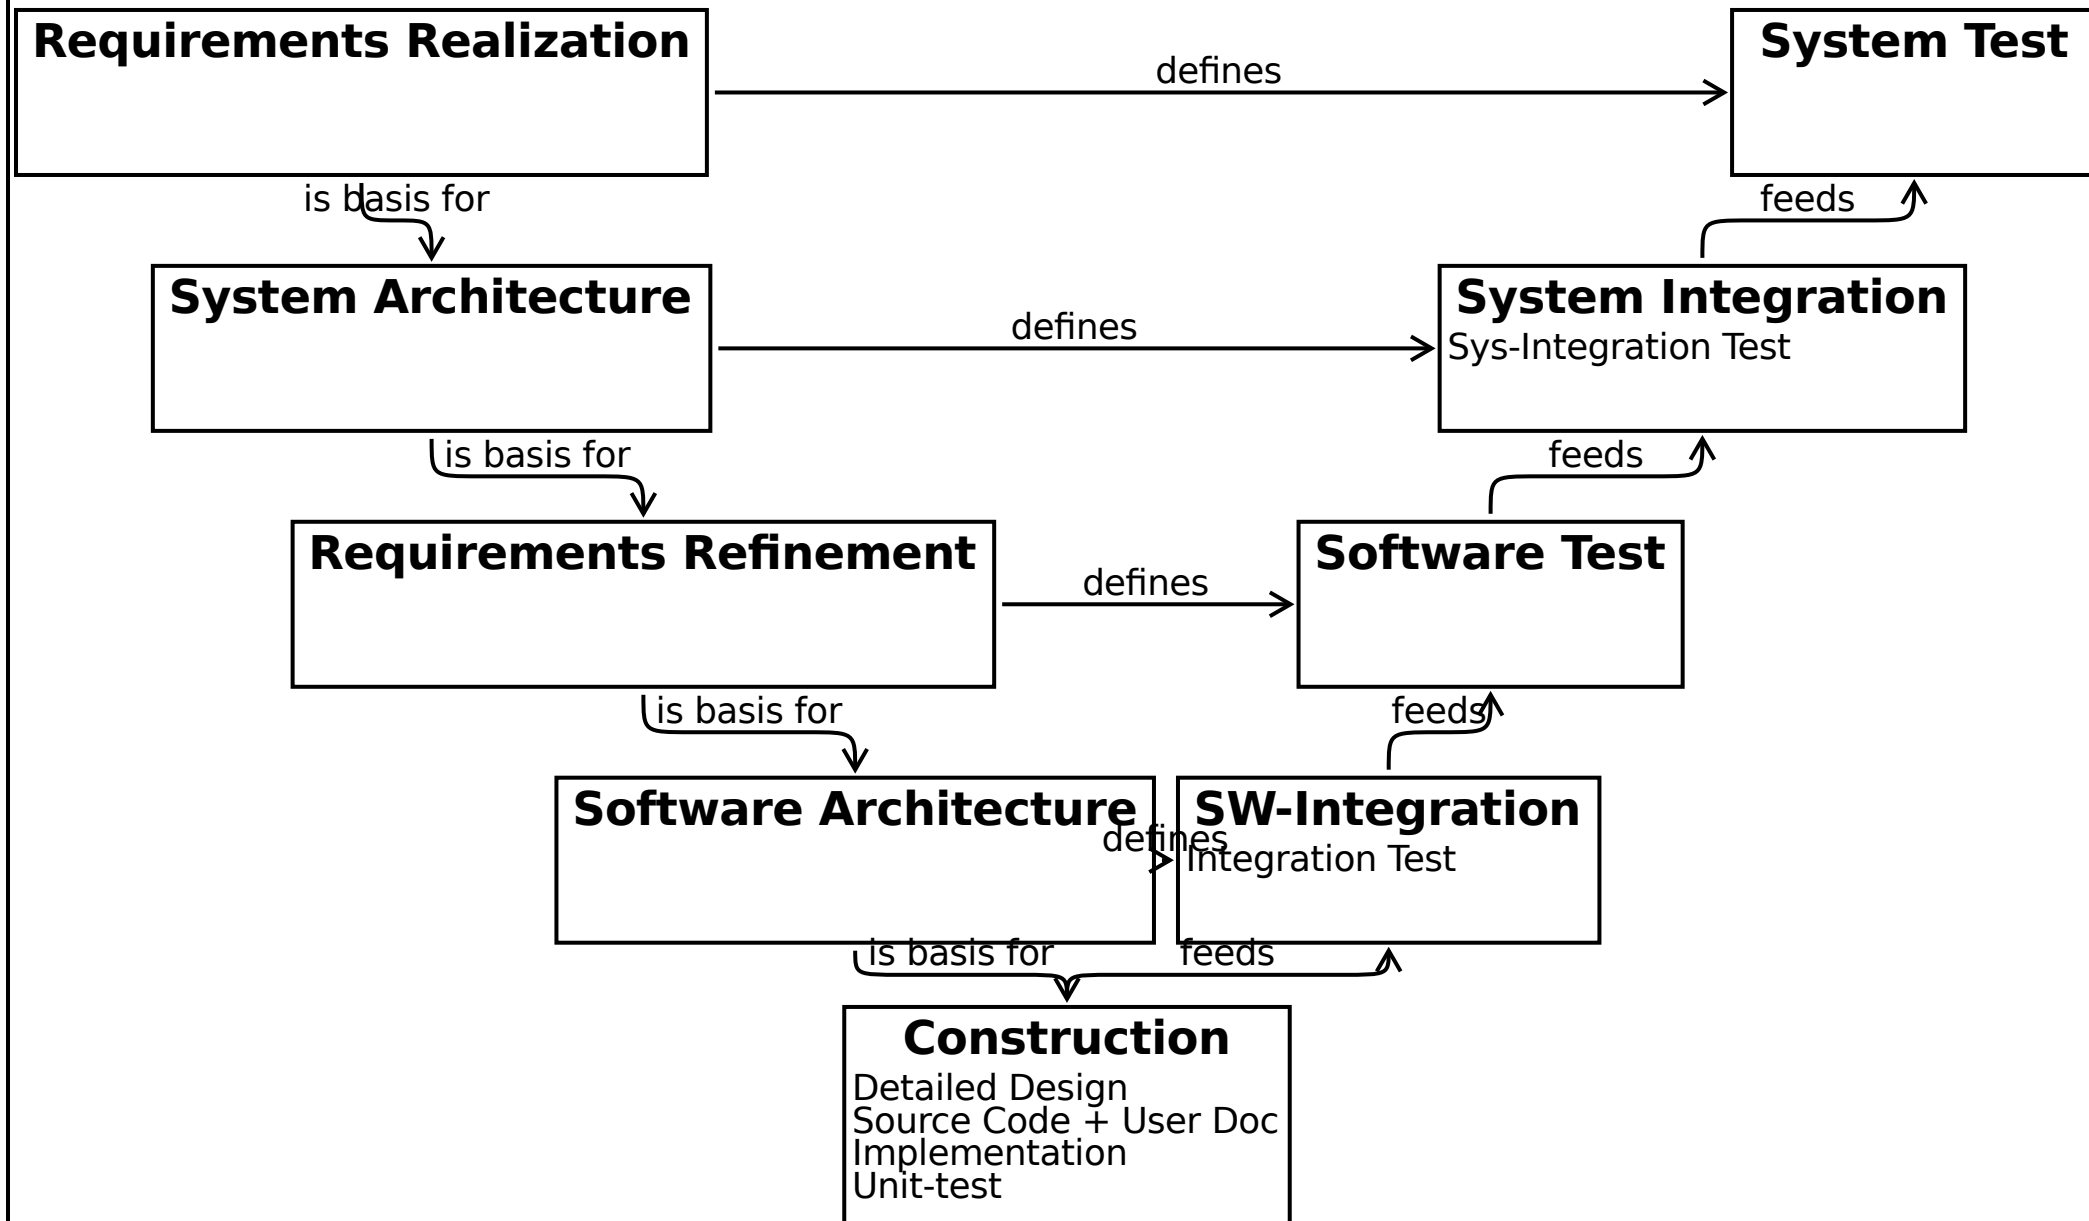 Requirements Realization
defines
System Test
is basis for
feeds
System Architecture
defines
System Integration
Sys-Integration Test
is basis for
feeds
Requirements Refinement
defines
Software Test
is basis for
feeds
Software Architecture
defines
SW-Integration
Integration Test
is basis for
feeds
Construction
Detailed Design
Source Code + User Doc
Implementation
Unit-test